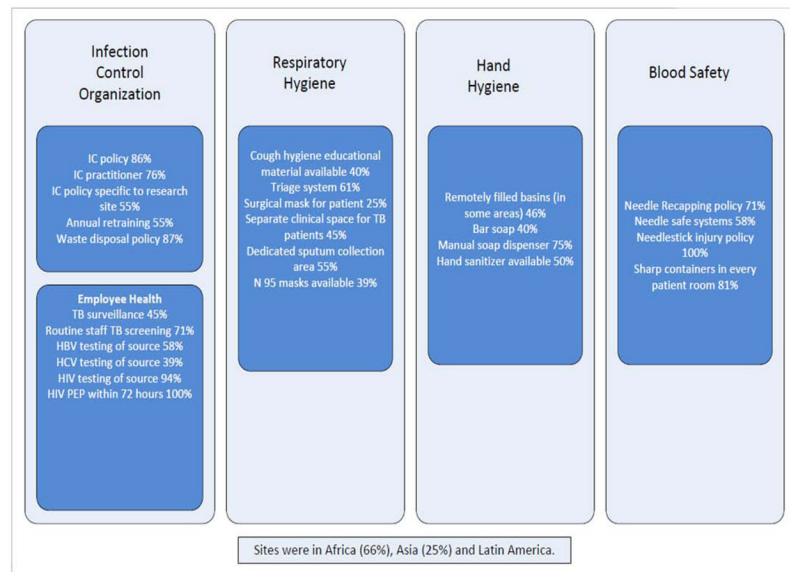 Infection
Control
Organization
IC policy 86%
IC practitioner 76%
IC policy specific to research
site 55%
Annual retraining 55%
Waste disposal policy 87%
Employee Health
TB surveillance 45%
Routine staff TB screening 71%
HBV testing of source 58%
HCV testing of source 39%
HIV testing of source 94%
HIV PEP within 72 hours 100%
Respiratory
Hygiene
Cough hygiene educational
material available 40%
Triage system 61%
Surgical mask for patient 25%
Separate clinical space for TB
patients 45%
Dedicated sputum collection
area 55%
N 95 masks available 39%
Hand
Hygiene
Remotely filled basins (in
some areas) 46%
Bar soap 40%
Manual soap dispenser 75%
Hand sanitizer available 50%
Blood Safety
Needle Recapping policy 71%
Needle safe systems 58%
Needlestick injury policy
100%
Sharp containers in every
patient room 81%
Sites were in Africa (66%), Asia (25%) and Latin America.